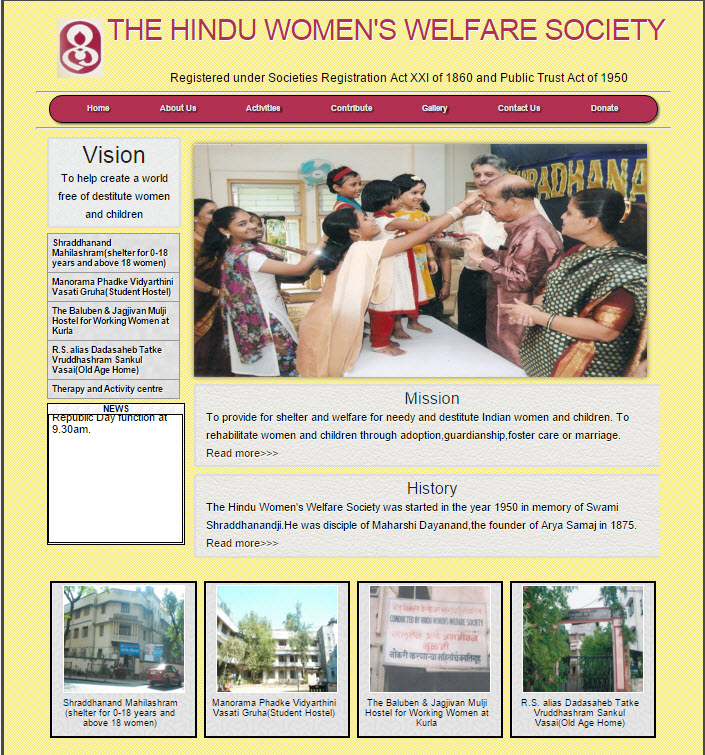 THE HINDU WOMEN'S WELFARE SOCIETY
Registered under Societies Registration Act XXI of 1860 and Public Trust Act of 1950
Home About Us Activities Contribute Gallery Contact Us Donate
Vision
To help create a world
free of destitute women
and children
Shraddhanand
Mahilashram(shelter for 0-18
years and above 18 women)
Manorama Phadke Vidyarthini
Vasati Gruha(Student Hostel)
The Baluben & Jagjivan Mulji
Hostel for Working Women at
Kurla
R.S. alias Dadasaheb Tatke
Vruddhashram Sankul
Vasai(Old Age Home)
Therapy and Activity centre
NEWS
Republic Day function at
9.30am.
Mission
To provide for shelter and welfare for needy and destitute Indian women and children. To
rehabilitate women and children through adoption,guardianship,foster care or marriage.
Read more>>>
History
The Hindu Women's Welfare Society was started in the year 1950 in memory of Swami
Shraddhanandji.He was disciple of Maharshi Dayanand,the founder of Arya Samaj in 1875.
Read more>>>
CONDUCTED BY HINDU WOMEN'S WELFARE SOCIETY
Shraddhanand Mahilashram
(shelter for 0-18 years and
above 18 women)
Manorama Phadke Vidyarthini
Vasati Gruha(Student Hostel)
The Baluben & Jagjivan Mulji
Hostel for Working Women at
Kurla
R.S. alias Dadasaheb Tatke
Vruddhashram Sankul
Vasai(Old Age Home)